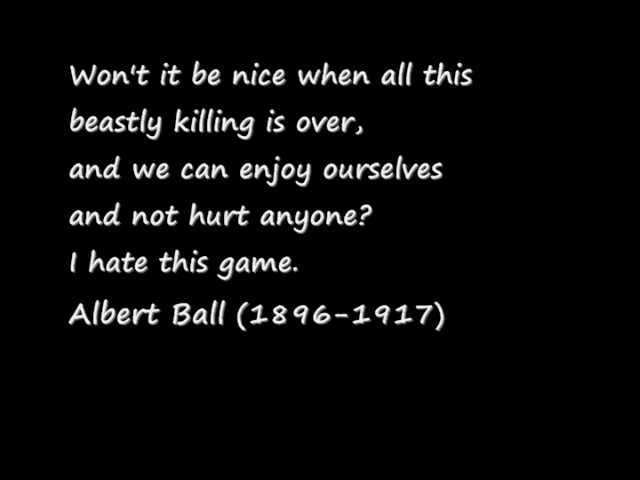 Won't it be nice when all this
beastly killing is over,
and we can enjoy ourselves
and not hurt anyone?
I hate this game.
Albert Ball (1896-1917)